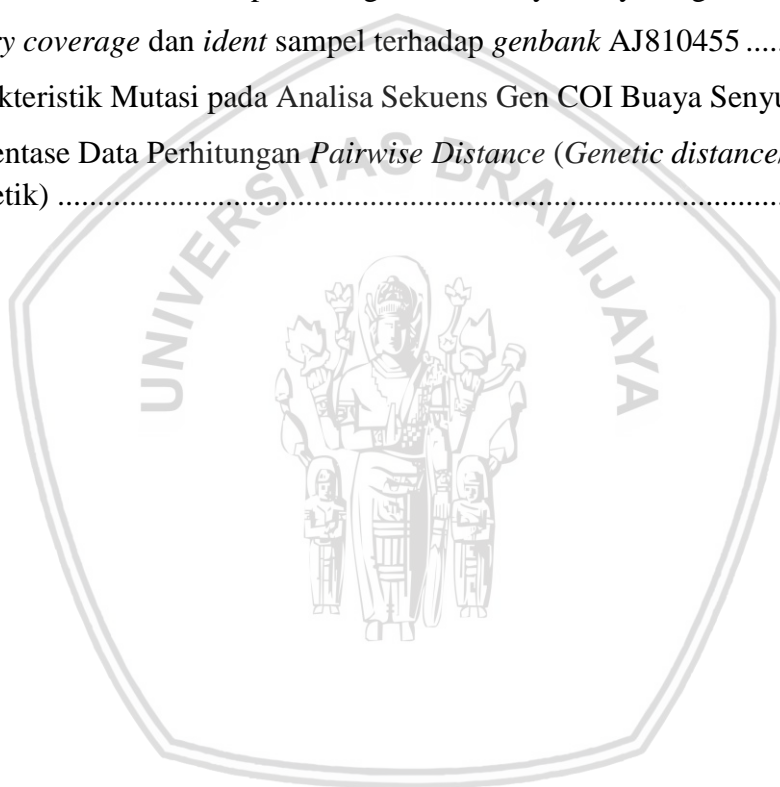 ry coverage dan ident sampel terhadap genbank AJ810455 .....
kteristik Mutasi pada Analisa Sekuens Gen COI Buaya Senyu
entase Data Perhitungan Pairwise Distance (Genetic distance
etik) ....................................................................................
UNIVERSITAS BRAWIJAYA